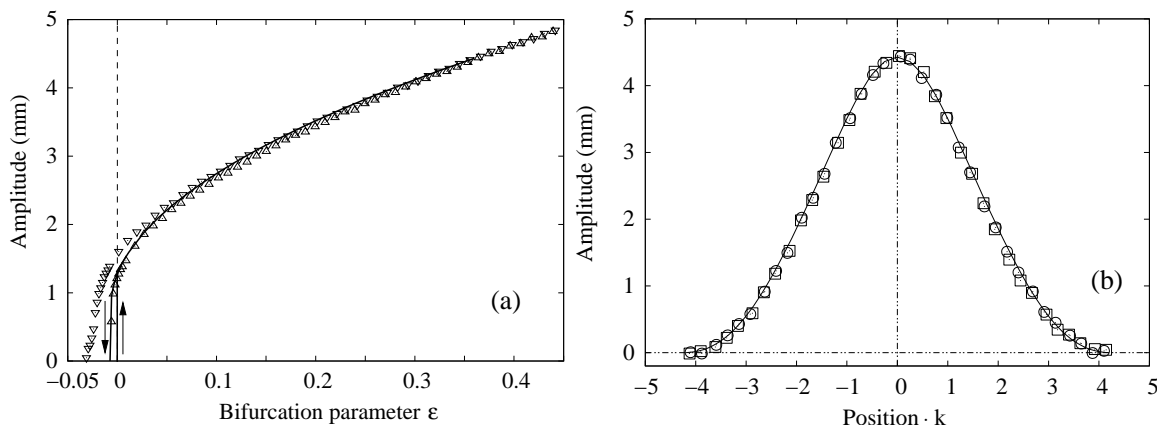 5
4
3
2
1
0
−0.05 0 0.1 0.2 0.3 0.4
Amplitude (mm)
Bifurcation parameter ε
(a)
5
4
3
2
1
0
−5 −4 −3 −2 −1 0 1 2 3 4 5
Amplitude (mm)
Position · k
(b)